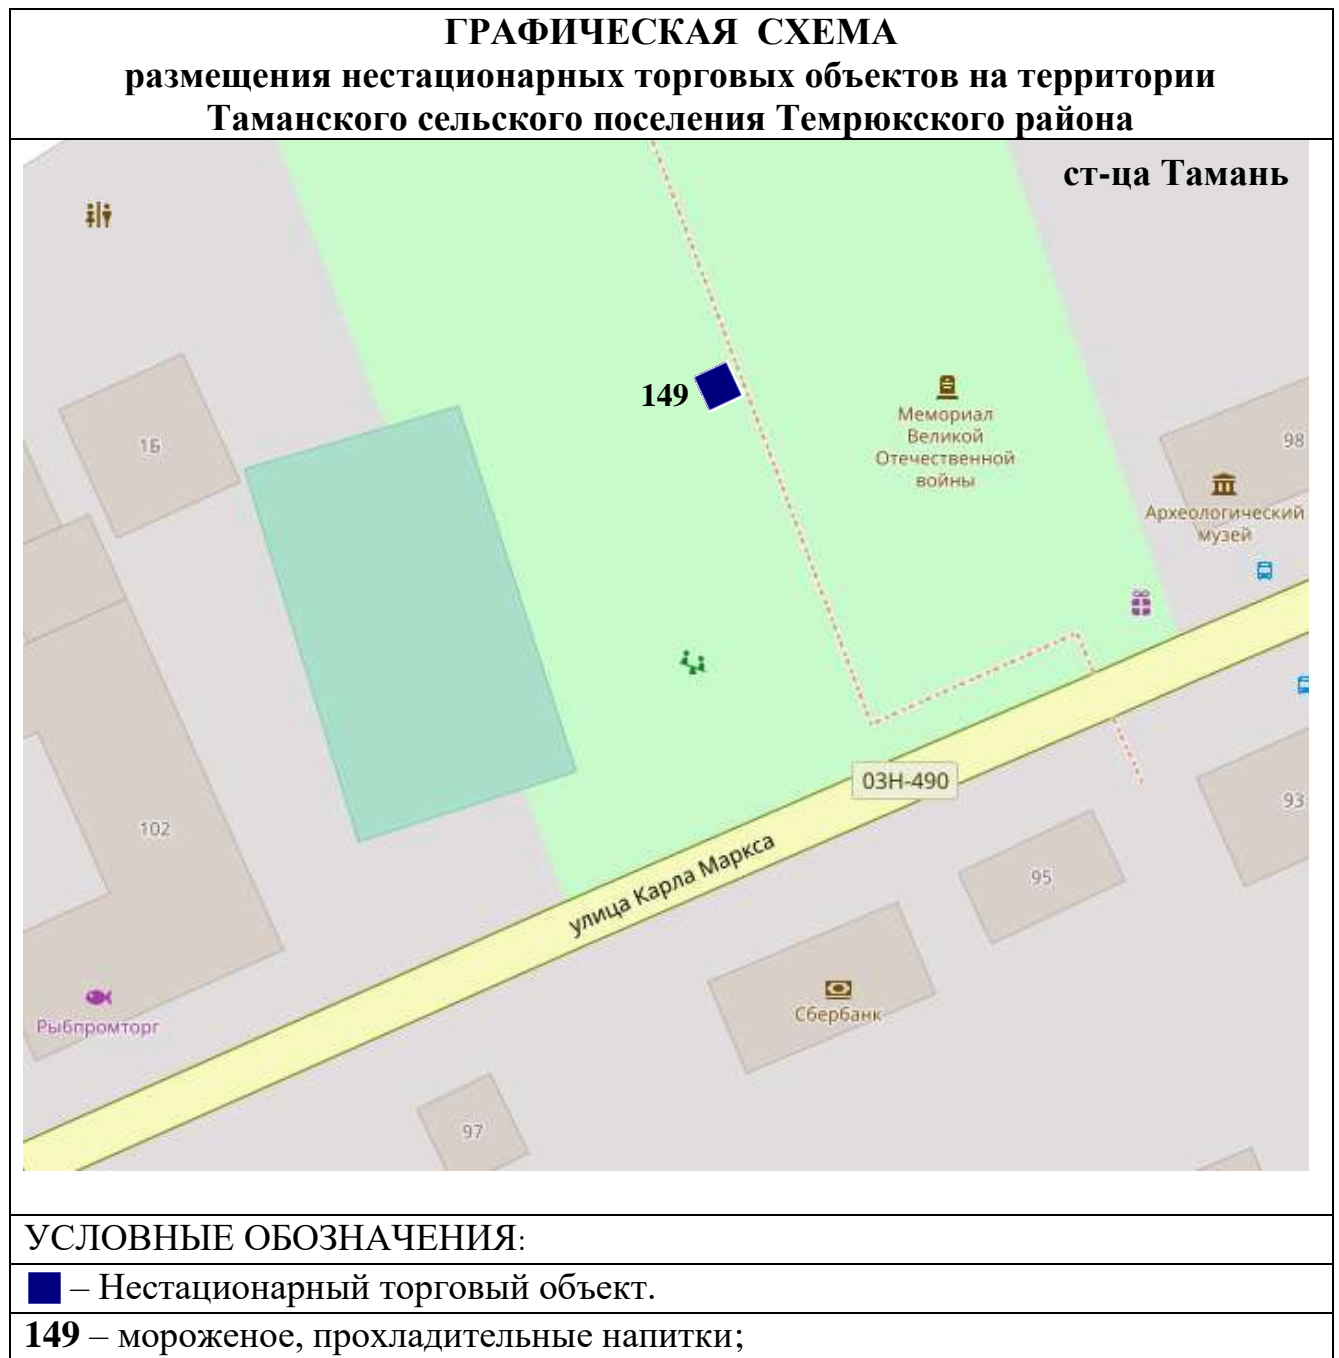 ГРАФИЧЕСКАЯ СХЕМА
размещения нестационарных торговых объектов на территории
Таманского сельского поселения Темрюкского района
ст-ца Тамань
149
Мемориал
Великой
Отечественной
войны
98
1Б
Археологический
музей
03Н-490
93
102
улица Карла Маркса
95
Рыбпромторг
Сбербанк
97
УСЛОВНЫЕ ОБОЗНАЧЕНИЯ:
– Нестационарный торговый объект.
149 – мороженое, прохладительные напитки;